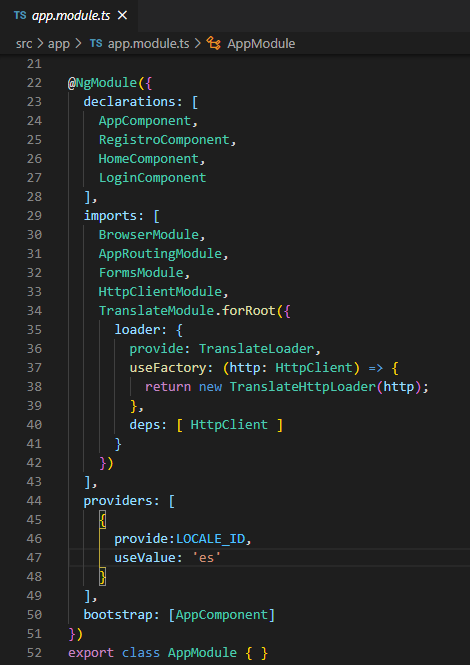 TS app.module.ts ×
src > app > TS app.module.ts > AppModule
21
22 @NgModule({
23   declarations: [
24     AppComponent,
25     RegistroComponent,
26     HomeComponent,
27     LoginComponent
28   ],
29   imports: [
30     BrowserModule,
31     AppRoutingModule,
32     FormsModule,
33     HttpClientModule,
34     TranslateModule.forRoot({
35       loader: {
36         provide: TranslateLoader,
37         useFactory: (http: HttpClient) => {
38           return new TranslateHttpLoader(http);
39         },
40         deps: [ HttpClient ]
41       }
42     })
43   ],
44   providers: [
45     {
46       provide:LOCALE_ID,
47       useValue: 'es'
48     }
49   ],
50   bootstrap: [AppComponent]
51 })
52 export class AppModule { }